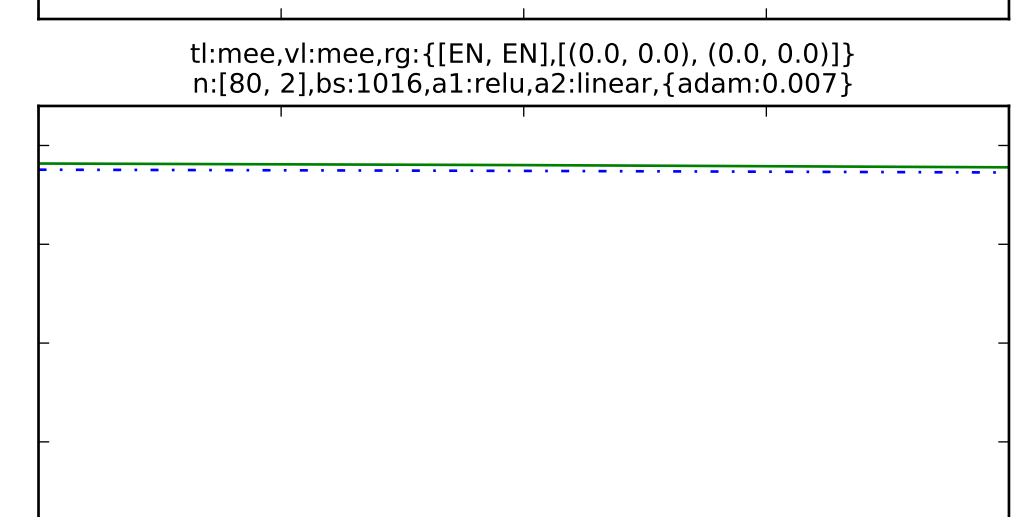 tl:mee,vl:mee,rg:{[EN, EN],[(0.0, 0.0), (0.0, 0.0)]}
n:[80, 2],bs:1016,a1:relu,a2:linear,{adam:0.007}